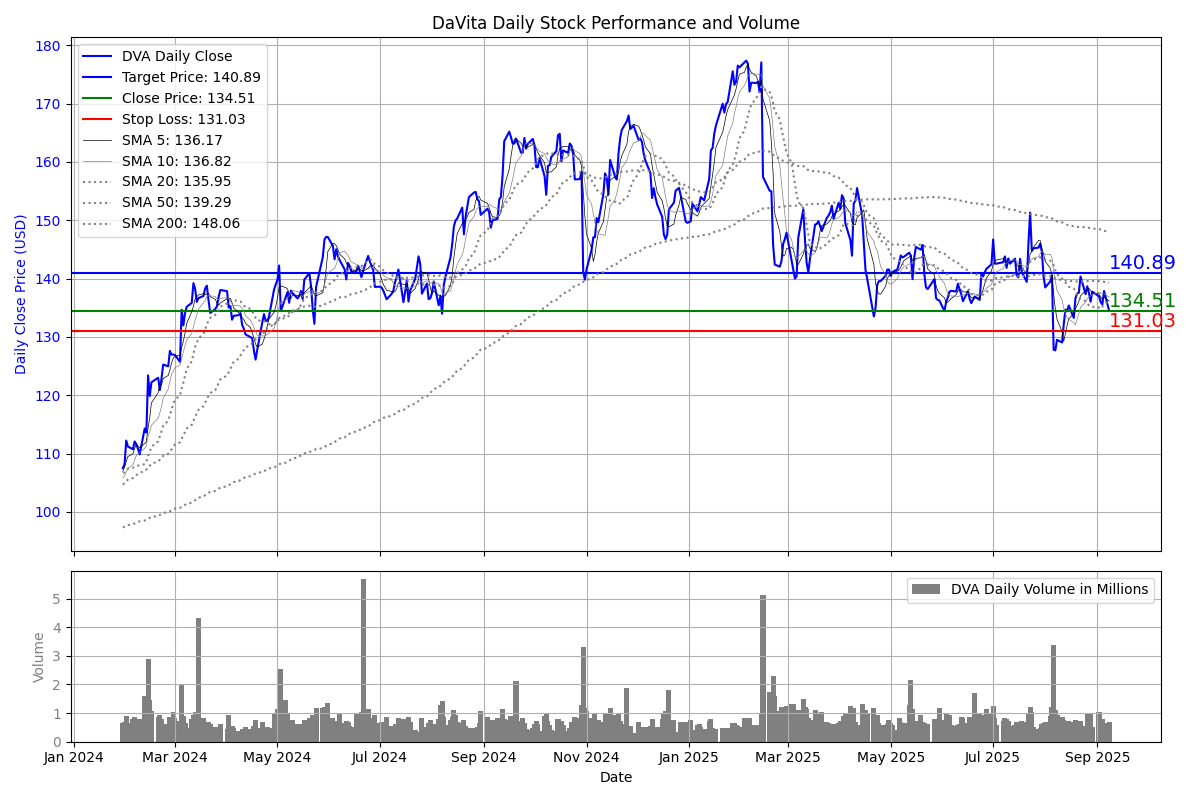 DaVita Daily Stock Performance and Volume
180
170
160
150
140
130
120
110
100
Daily Close Price (USD)
DVA Daily Close
Target Price: 140.89
Close Price: 134.51
Stop Loss: 131.03
SMA 5: 136.17
SMA 10: 136.82
SMA 20: 135.95
SMA 50: 139.29
SMA 200: 148.06
140.89
134.51
131.03
5
4
3
2
1
0
Volume
DVA Daily Volume in Millions
Jan 2024 Mar 2024 May 2024 Jul 2024 Sep 2024 Nov 2024 Jan 2025 Mar 2025 May 2025 Jul 2025 Sep 2025
Date